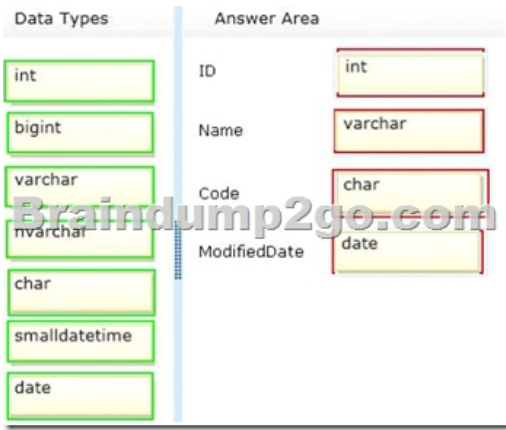 Data Types
Answer Area
int
bigint
varchar
nvarchar
char
smalldatetime
date
ID
int
Name
varchar
Code
char
ModifiedDate
date
Braindump2go.com